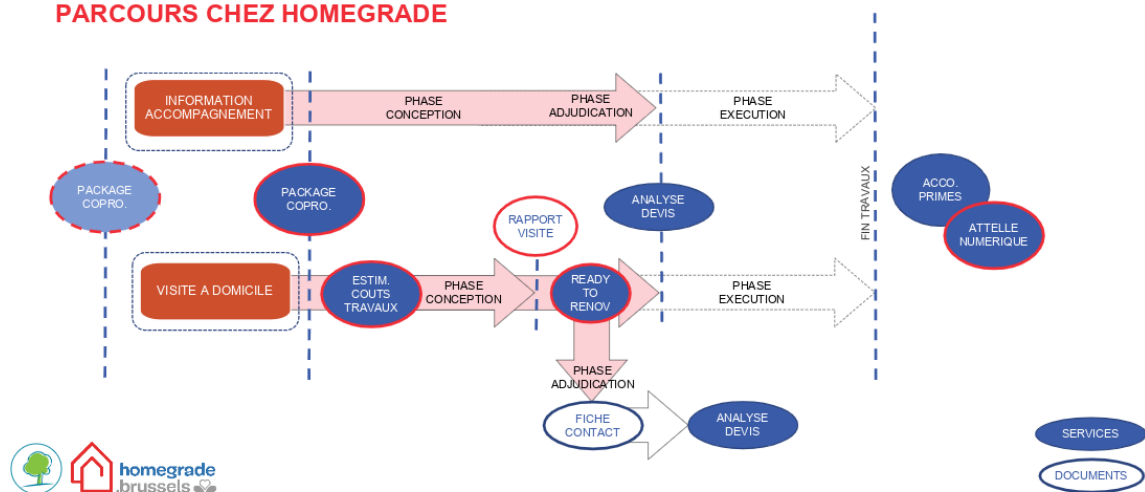 PARCOURS CHEZ HOMEGRADE
INFORMATION
ACCOMPAGNEMENT
PHASE
CONCEPTION
PHASE
ADJUDICATION
PHASE
EXECUTION
PACKAGE
COPRO.
PACKAGE
COPRO.
RAPPORT
VISITE
ANALYSE
DEVIS
FIN TRAVAUX
ACCO.
PRIMES
ATTELLE
NUMERIQUE
VISITE A DOMICILE
ESTIM.
COUTS
TRAVAUX
PHASE
CONCEPTION
READY
TO
RENOV
PHASE
EXECUTION
PHASE
ADJUDICATION
FICHE
CONTACT
ANALYSE
DEVIS
SERVICES
DOCUMENTS
homegrade
.brussels